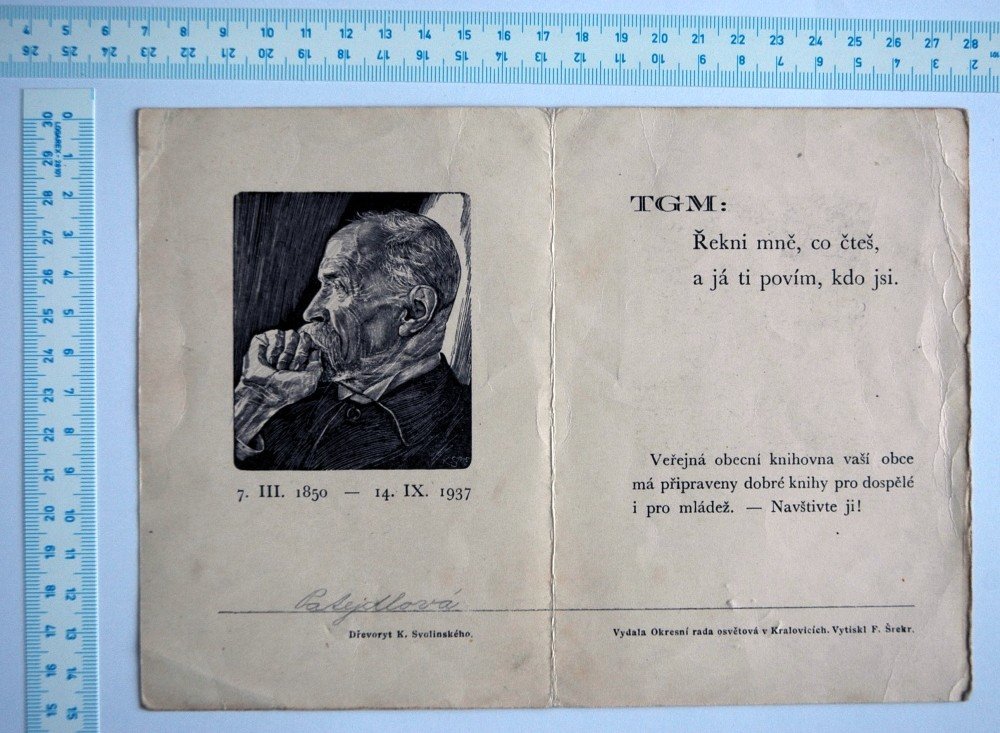 TGM:
Řekni mně, co čteš,
a já ti povím, kdo jsi.
Veřejná obecní knihovna vaší obce
má připraveny dobré knihy pro dospělé
i pro mládež. — Navštivte ji!
7. III. 1850 — 14. IX. 1937
Patejdlová
Dřevoryt K. Svolinského.
Vydala Okresní rada osvětová v Kralovicích. Vytiskl F. Šrekr.